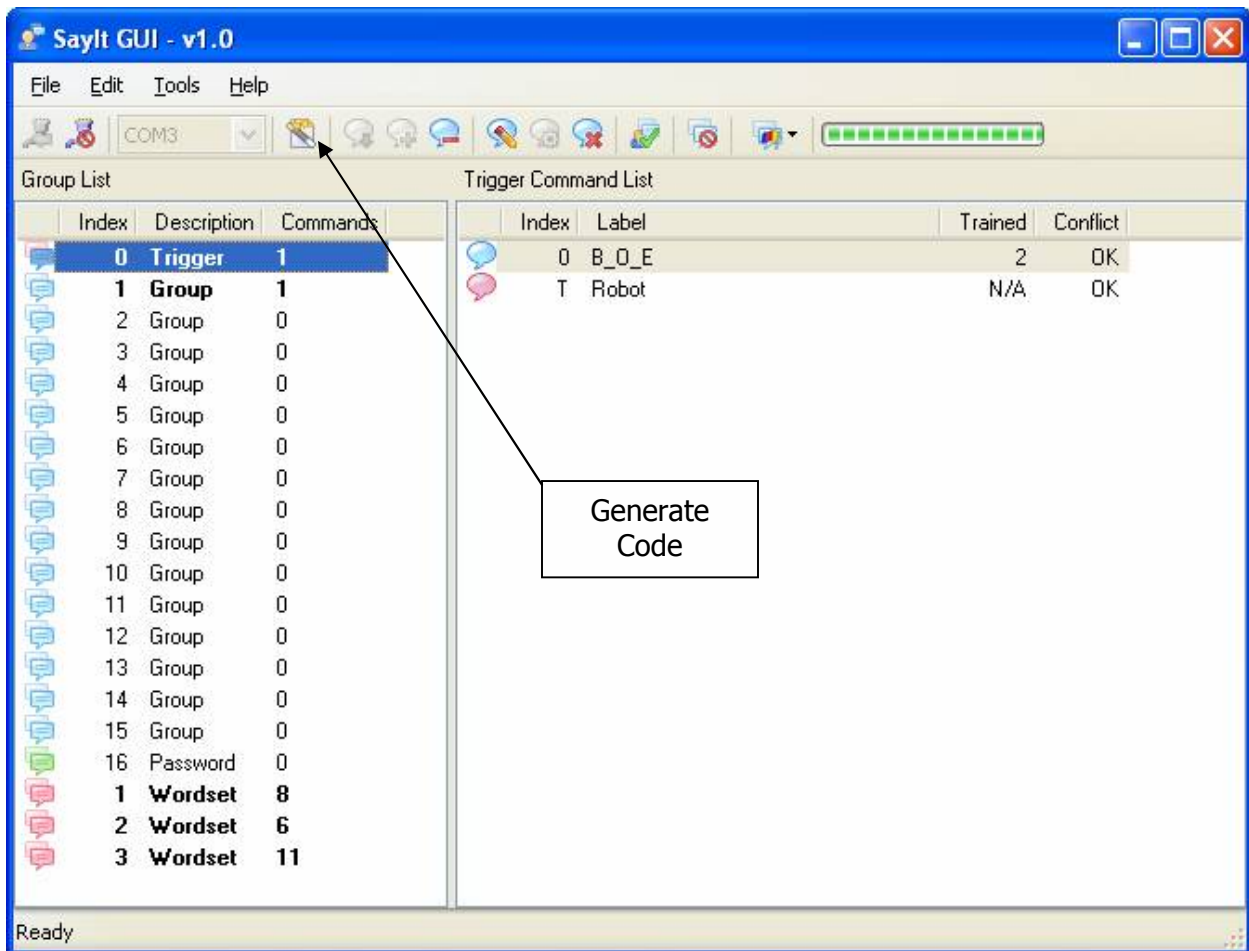 SayIt GUI - v1.0
File Edit Tools Help
COM3
Group List
Trigger Command List
Index Description Commands
Index Label Trained Conflict
0 Trigger 1
0 B_O_E 2 OK
1 Group 1
T Robot N/A OK
2 Group 0
3 Group 0
4 Group 0
5 Group 0
6 Group 0
7 Group 0
8 Group 0
9 Group 0
10 Group 0
11 Group 0
12 Group 0
13 Group 0
14 Group 0
15 Group 0
16 Password 0
1 Wordset 8
2 Wordset 6
3 Wordset 11
Generate
Code
Ready